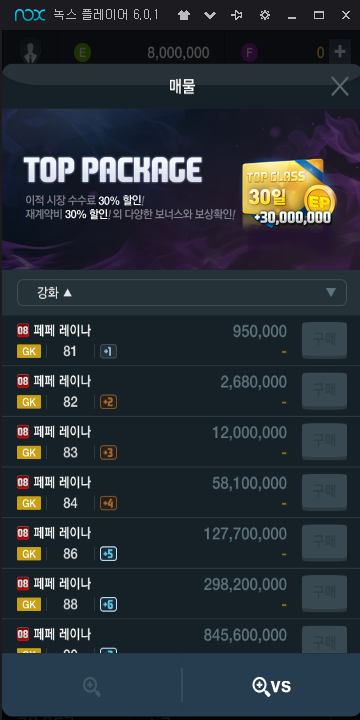 nox 녹스 플레이어 6.0.1
E 8,000,000 F 0 +
매물
TOP PACKAGE
이적 시장 수수료 30% 할인!
재계약비 30% 할인! 외 다양한 보너스와 보상확인!
TOP CLASS
30일
EP
+30,000,000
강화 ▲
08 페페 레이나 950,000 구매
GK 81 +1 -
08 페페 레이나 2,680,000 구매
GK 82 +2 -
08 페페 레이나 12,000,000 구매
GK 83 +3 -
08 페페 레이나 58,100,000 구매
GK 84 +4 -
08 페페 레이나 127,700,000 구매
GK 86 +5 -
08 페페 레이나 298,200,000 구매
GK 88 +6 -
08 페페 레이나 845,600,000 구매
VS